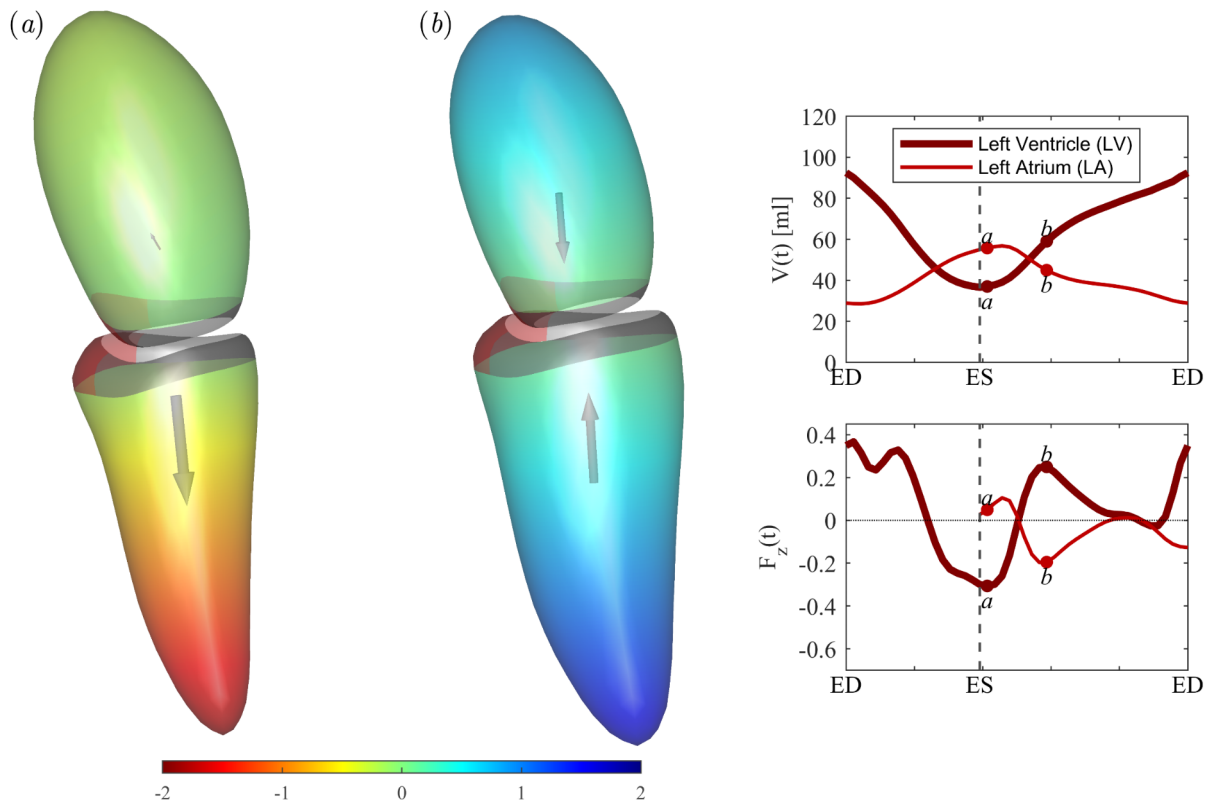 (a)
(b)
120
100
80
60
40
20
0
V(t) [ml]
Left Ventricle (LV)
Left Atrium (LA)
a
b
a
b
ED
ES
ED
0.4
0.2
0
-0.2
-0.4
-0.6
F_z(t)
a
b
a
b
ED
ES
ED
-2
-1
0
1
2